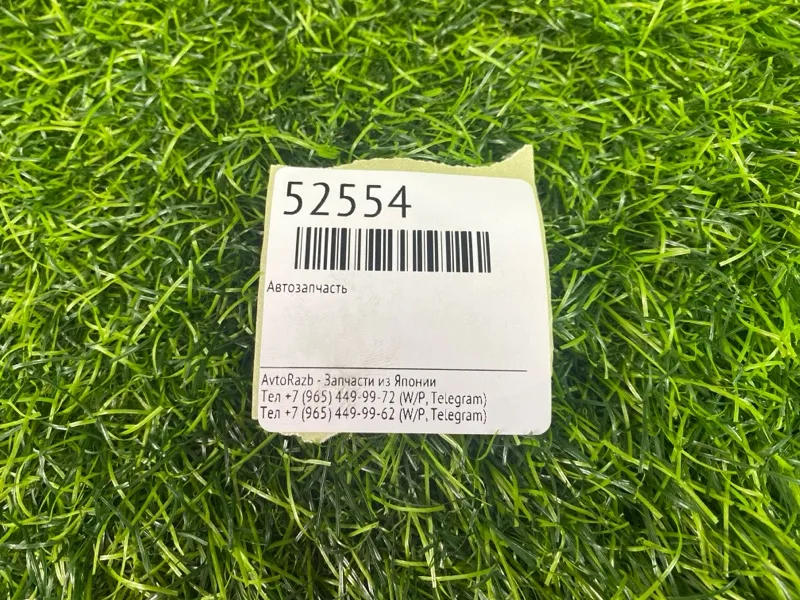 52554
Автозапчасть
AvtoRazb - Запчасти из Японии
Тел +7 (965) 449-99-72 (W/P, Telegram)
Тел +7 (965) 449-99-62 (W/P, Telegram)